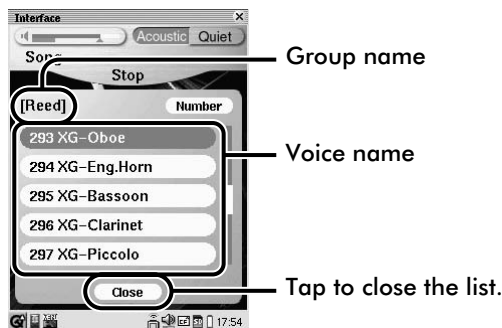 Interface ×
Acoustic Quiet
Song
Stop
Group name
[Reed] Number
293 XG-Oboe
294 XG-Eng.Horn
Voice name
295 XG-Bassoon
296 XG-Clarinet
297 XG-Piccolo
Close
Tap to close the list.
17:54